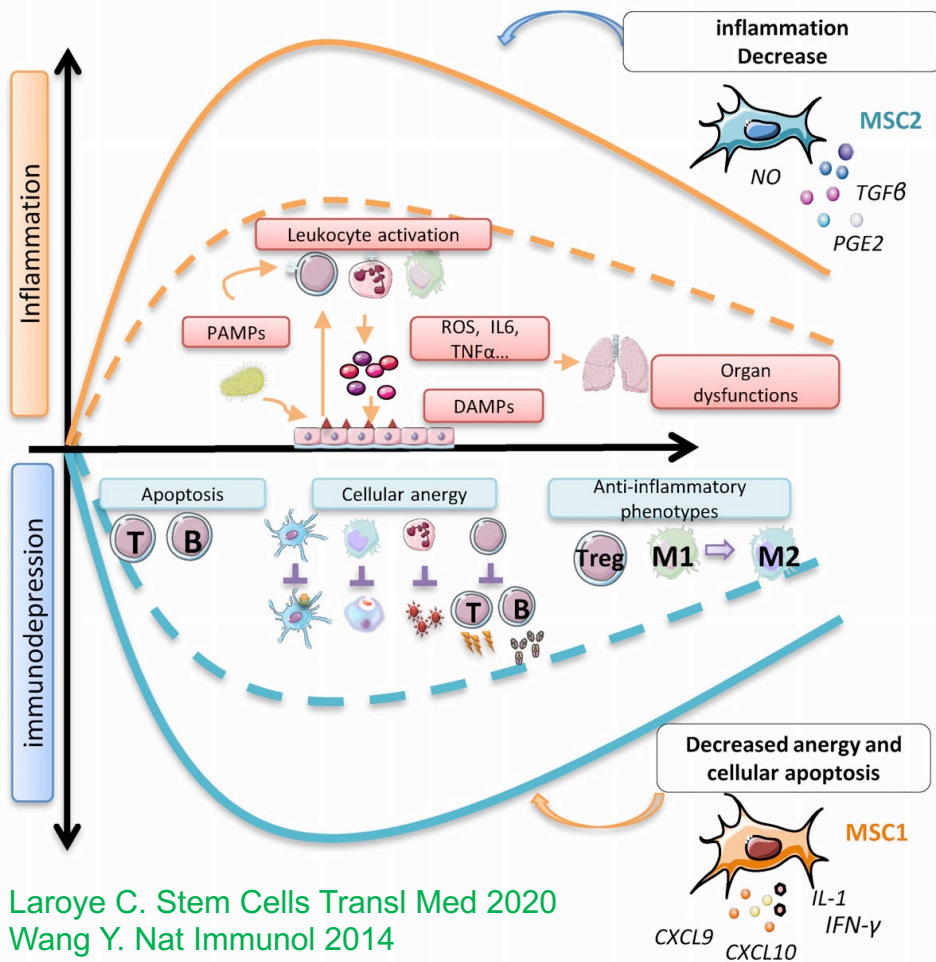 inflammation
Decrease
MSC2
NO
TGFβ
PGE2
Inflammation
Leukocyte activation
PAMPs
ROS, IL6,
TNFα...
DAMPs
Organ
dysfunctions
immunodepression
Apoptosis
Cellular anergy
Anti-inflammatory
phenotypes
T B
Treg M1 M2
T B
Decreased anergy and
cellular apoptosis
MSC1
IL-1
IFN-γ
CXCL9
CXCL10
Laroye C. Stem Cells Transl Med 2020
Wang Y. Nat Immunol 2014